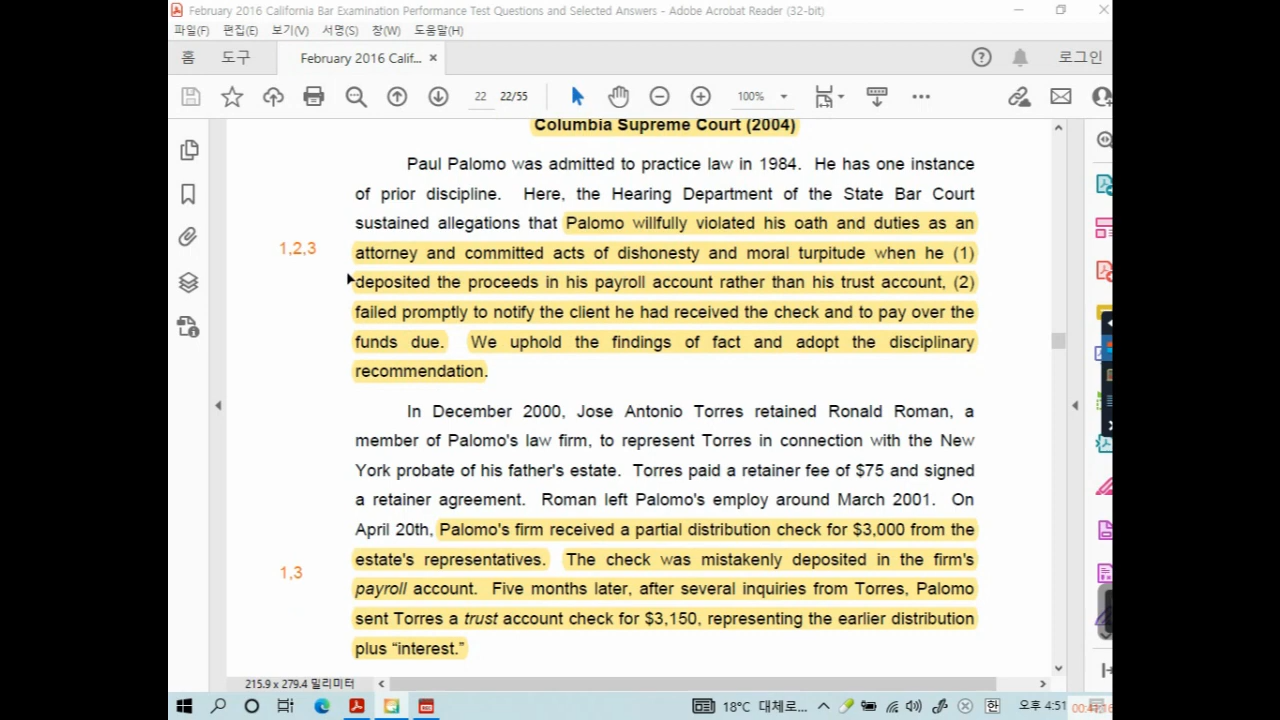 February 2016 California Bar Examination Performance Test Questions and Selected Answers - Adobe Acrobat Reader (32-bit)
파일(F) 편집(E) 보기(V) 서명(S) 창(W) 도움말(H)
홈 도구 February 2016 Calif... × 로그인
22 22/55 100%
Columbia Supreme Court (2004)
Paul Palomo was admitted to practice law in 1984. He has one instance
of prior discipline. Here, the Hearing Department of the State Bar Court
sustained allegations that Palomo willfully violated his oath and duties as an
1,2,3
attorney and committed acts of dishonesty and moral turpitude when he (1)
deposited the proceeds in his payroll account rather than his trust account, (2)
failed promptly to notify the client he had received the check and to pay over the
funds due. We uphold the findings of fact and adopt the disciplinary
recommendation.
In December 2000, Jose Antonio Torres retained Ronald Roman, a
member of Palomo's law firm, to represent Torres in connection with the New
York probate of his father's estate. Torres paid a retainer fee of $75 and signed
a retainer agreement. Roman left Palomo's employ around March 2001. On
April 20th, Palomo's firm received a partial distribution check for $3,000 from the
estate's representatives. The check was mistakenly deposited in the firm's
1,3
payroll account. Five months later, after several inquiries from Torres, Palomo
sent Torres a trust account check for $3,150, representing the earlier distribution
plus “interest.”
215.9 x 279.4 밀리미터
18°C 대체로... 한 오후 4:51